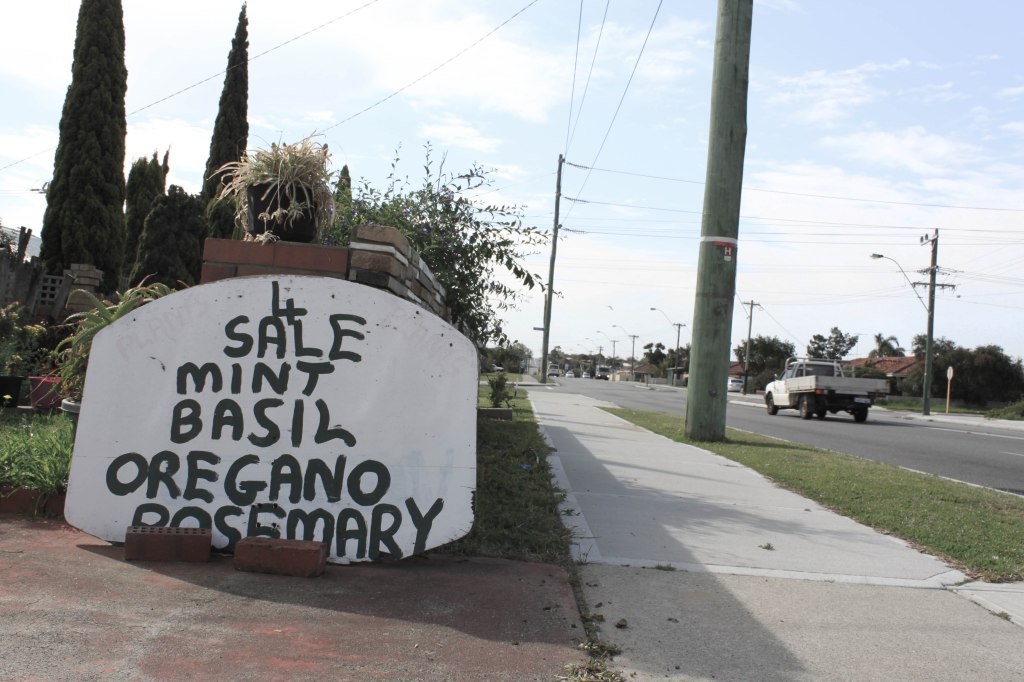 4
SALE
MINT
BASIL
OREGANO
ROSEMARY
H